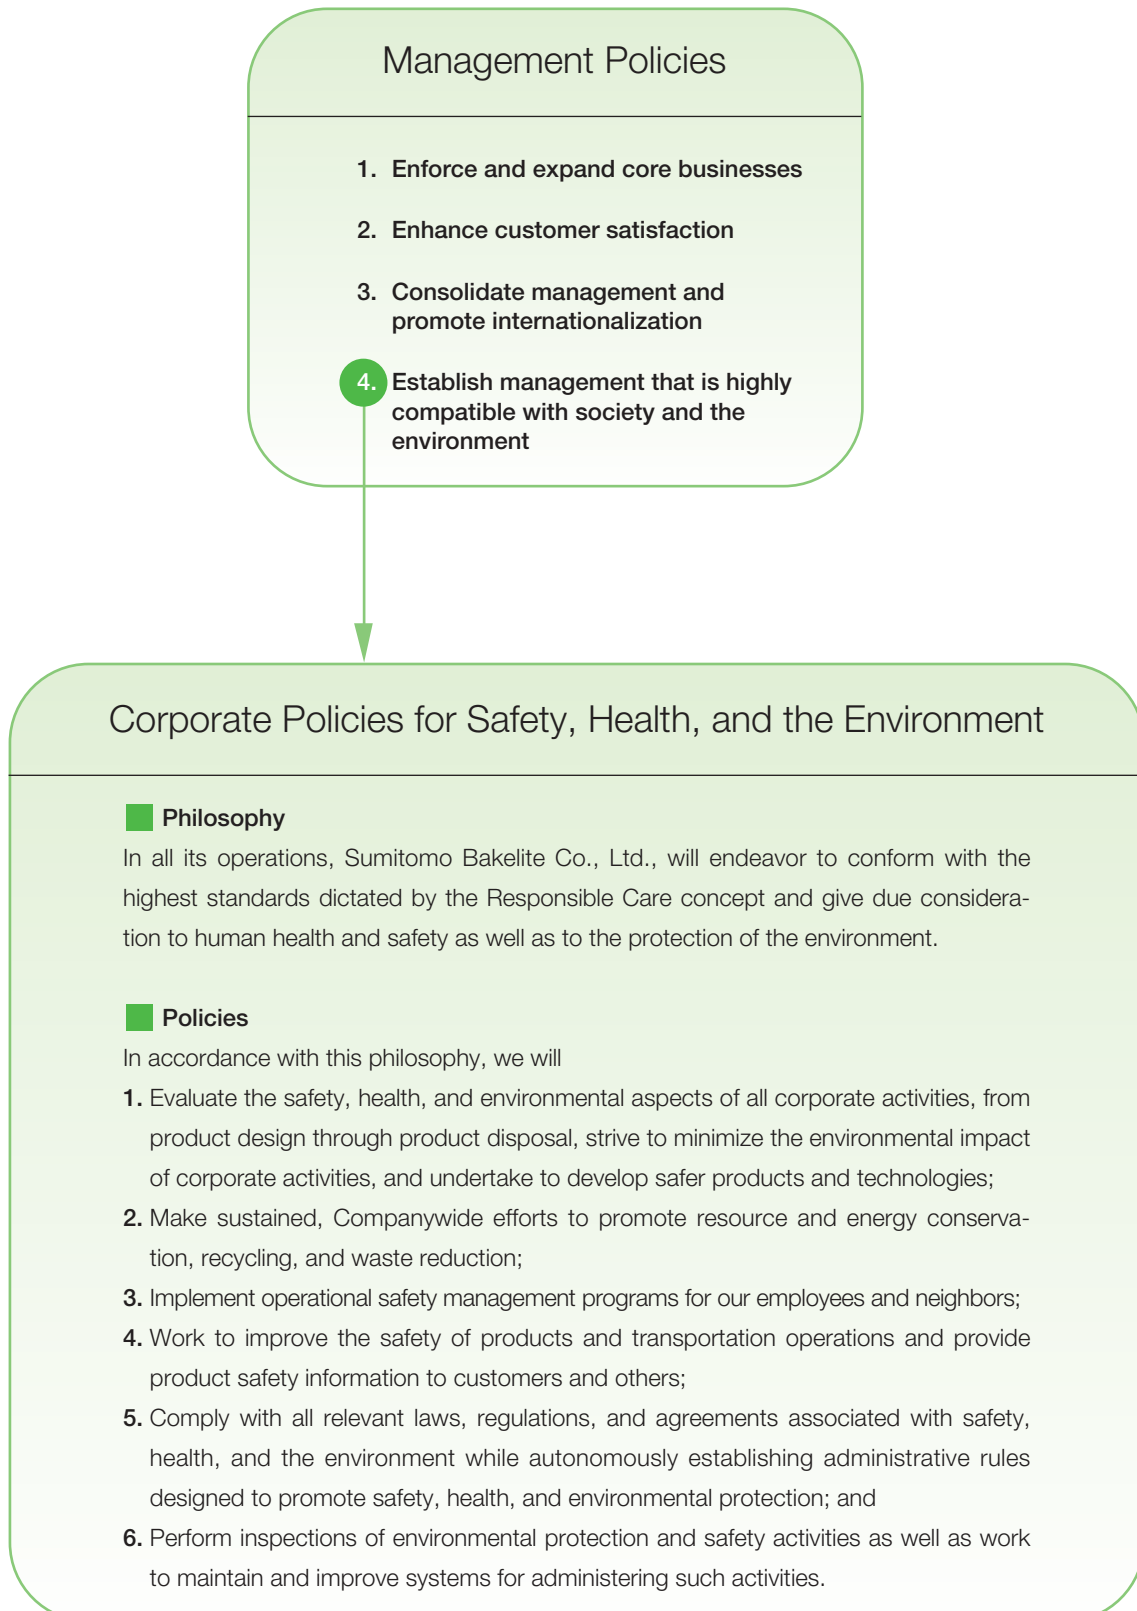 Management Policies
1. Enforce and expand core businesses
2. Enhance customer satisfaction
3. Consolidate management and
promote internationalization
4. Establish management that is highly
compatible with society and the
environment
Corporate Policies for Safety, Health, and the Environment
Philosophy
In all its operations, Sumitomo Bakelite Co., Ltd., will endeavor to conform with the
highest standards dictated by the Responsible Care concept and give due considera-
tion to human health and safety as well as to the protection of the environment.
Policies
In accordance with this philosophy, we will
1. Evaluate the safety, health, and environmental aspects of all corporate activities, from
product design through product disposal, strive to minimize the environmental impact
of corporate activities, and undertake to develop safer products and technologies;
2. Make sustained, Companywide efforts to promote resource and energy conserva-
tion, recycling, and waste reduction;
3. Implement operational safety management programs for our employees and neighbors;
4. Work to improve the safety of products and transportation operations and provide
product safety information to customers and others;
5. Comply with all relevant laws, regulations, and agreements associated with safety,
health, and the environment while autonomously establishing administrative rules
designed to promote safety, health, and environmental protection; and
6. Perform inspections of environmental protection and safety activities as well as work
to maintain and improve systems for administering such activities.